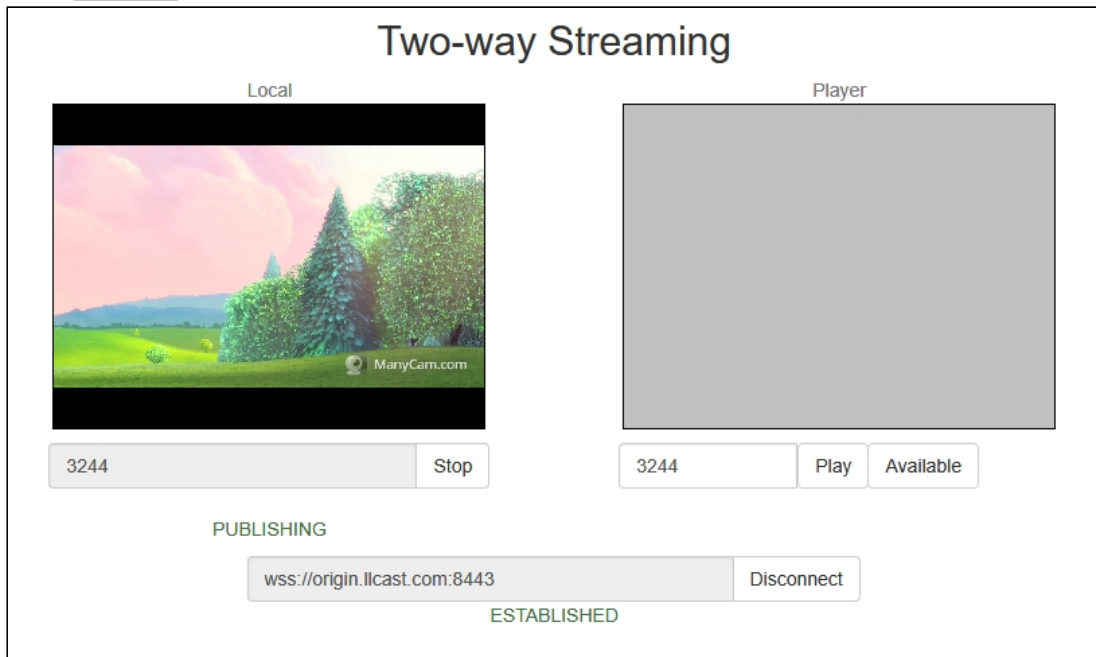 Two-way Streaming
Local
Player
ManyCam.com
3244
Stop
3244
Play
Available
PUBLISHING
wss://origin.llcast.com:8443
Disconnect
ESTABLISHED